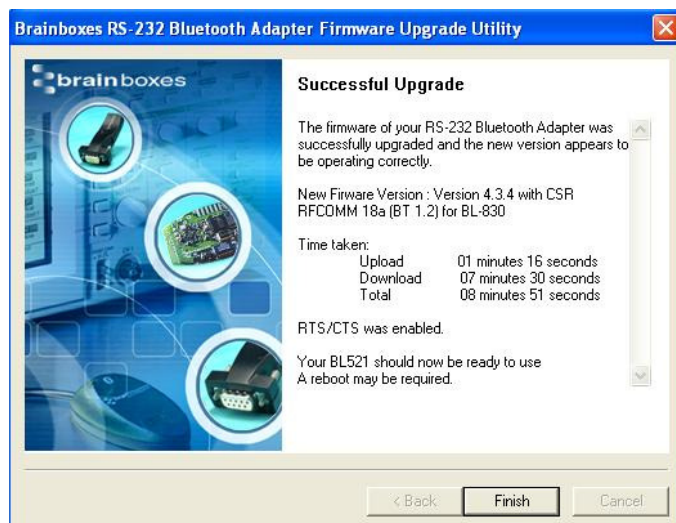 Brainboxes RS-232 Bluetooth Adapter Firmware Upgrade Utility
brainboxes
Successful Upgrade
The firmware of your RS-232 Bluetooth Adapter was
successfully upgraded and the new version appears to
be operating correctly.
New Firware Version : Version 4.3.4 with CSR
RFCOMM 18a (BT 1.2) for BL-830
Time taken:
Upload 01 minutes 16 seconds
Download 07 minutes 30 seconds
Total 08 minutes 51 seconds
RTS/CTS was enabled.
Your BL521 should now be ready to use
A reboot may be required.
< Back
Finish
Cancel